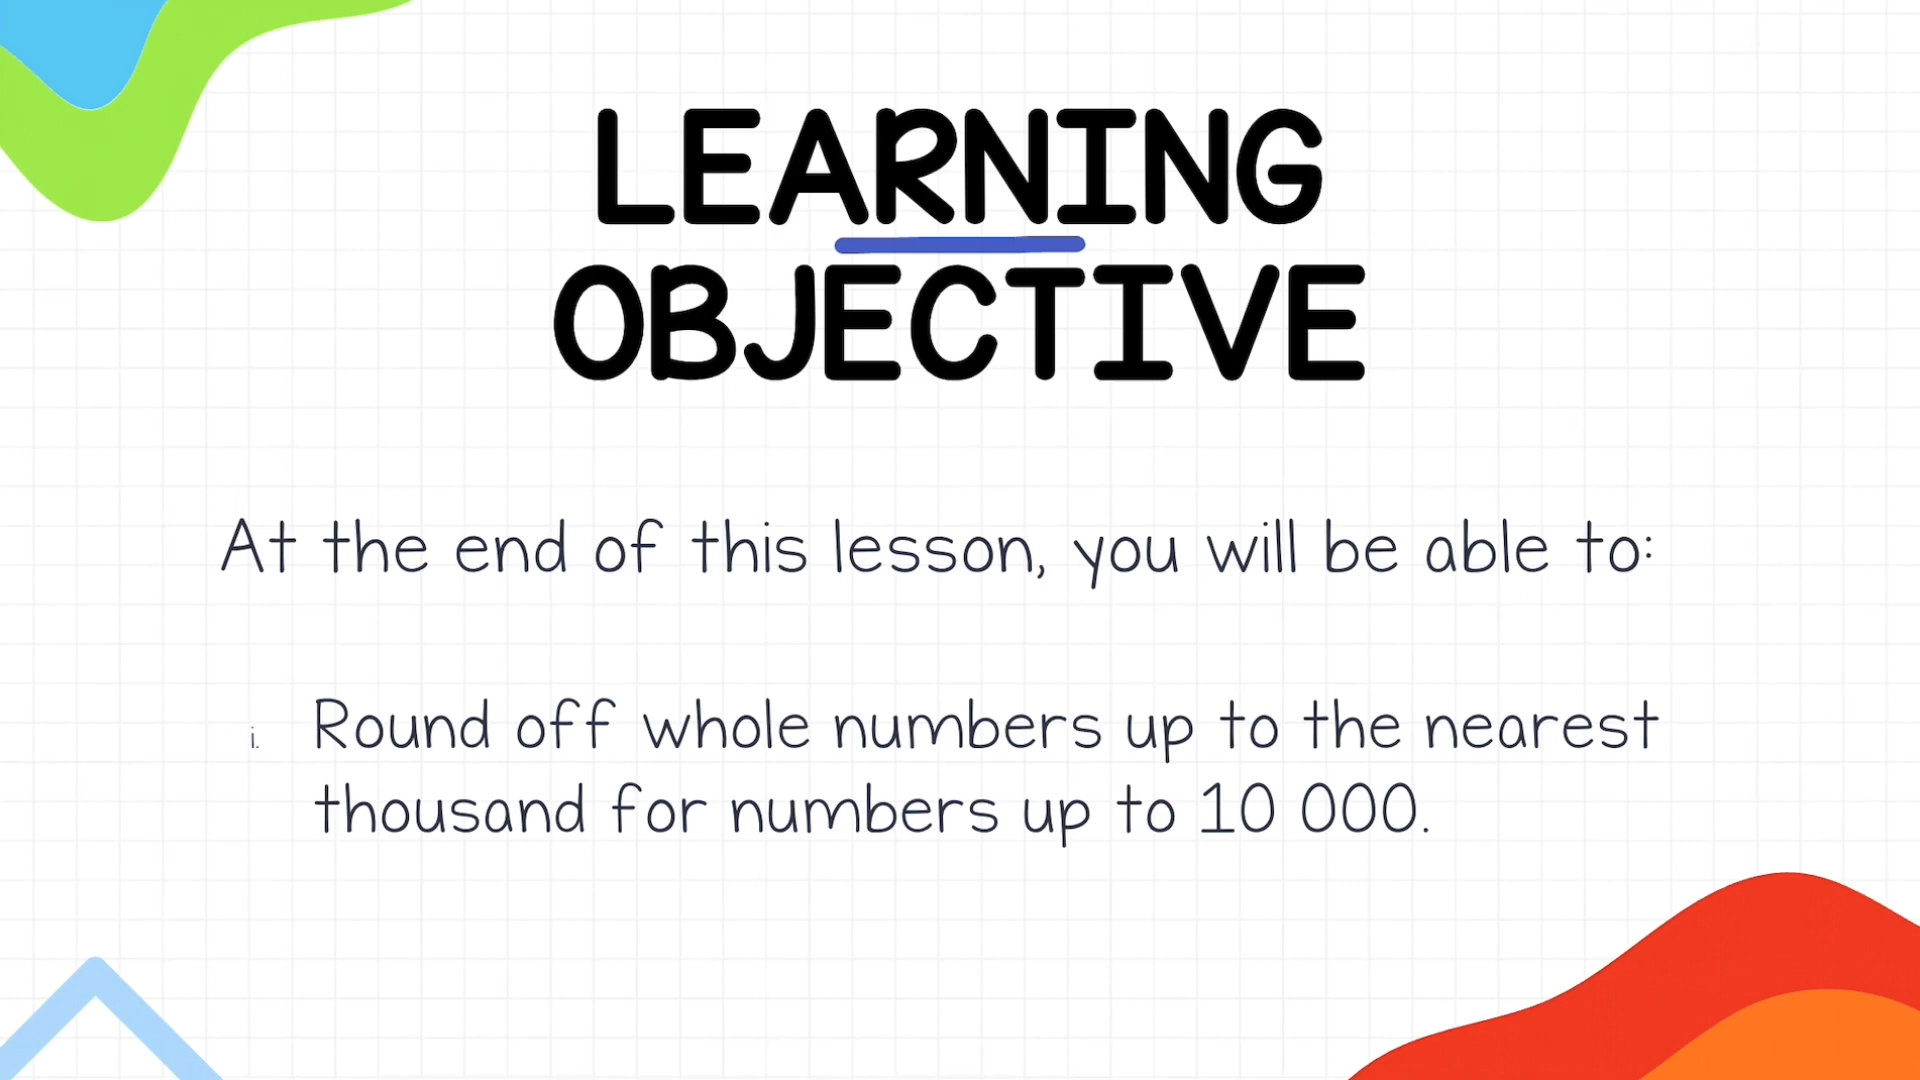 LEARNING
OBJECTIVE
At the end of this lesson, you will be able to:
i. Round off whole numbers up to the nearest
thousand for numbers up to 10 000.